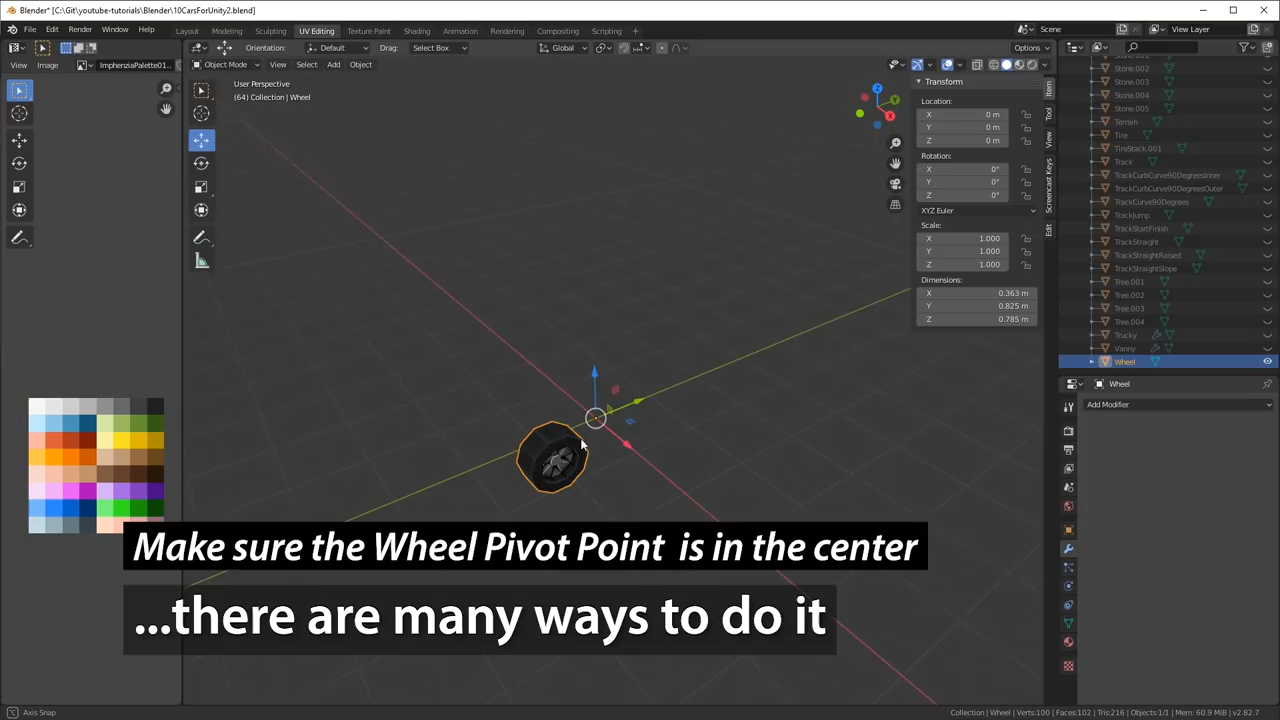 Blender* [C:\Git\youtube-tutorials\Blender\10CarsForUnity2.blend]
File Edit Render Window Help Layout Modeling Sculpting UV Editing Texture Paint Shading Animation Rendering Compositing Scripting + Scene View Layer
Orientation: Default Drag: Select Box Global Options
View Image ImphenziaPalette01... Object Mode View Select Add Object
User Perspective
(64) Collection | Wheel
Transform
Location:
X 0 m
Y 0 m
Z 0 m
Rotation:
X 0°
Y 0°
Z 0°
XYZ Euler
Scale:
X 1.000
Y 1.000
Z 1.000
Dimensions:
X 0.363 m
Y 0.825 m
Z 0.785 m
Item
Tool
View
Screencast Keys
Edit
Z
Y
X
Stone.002
Stone.003
Stone.004
Stone.005
Terrain
Tire
TireStack.001
Track
TrackCurbCurve90DegreesInner
TrackCurbCurve90DegreesOuter
TrackCurve90Degrees
TrackJump
TrackStartFinish
TrackStraight
TrackStraightRaised
TrackStraightSlope
Tree.001
Tree.002
Tree.003
Tree.004
Trucky
Vanny
Wheel
Wheel
Add Modifier
Make sure the Wheel Pivot Point is in the center
...there are many ways to do it
Axis Snap
Collection | Wheel | Verts:100 | Faces:102 | Tris:216 | Objects:1/1 | Mem: 60.9 MiB | v2.82.7